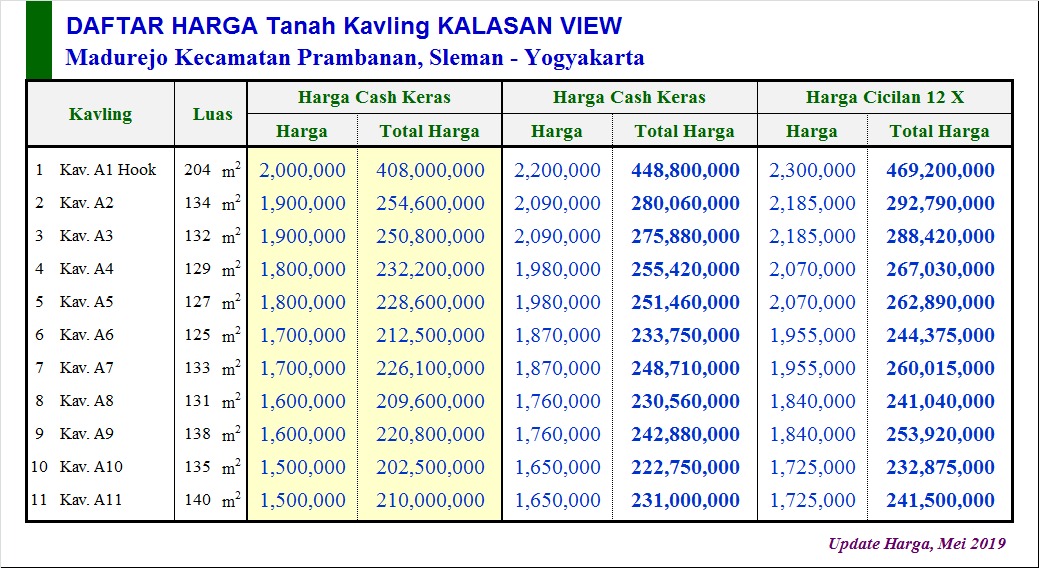 DAFTAR HARGA Tanah Kavling KALASAN VIEW
Madurejo Kecamatan Prambanan, Sleman - Yogyakarta
Kavling Luas Harga Cash Keras Harga Cash Keras Harga Cicilan 12 X
Harga Total Harga Harga Total Harga Harga Total Harga
1 Kav. A1 Hook 204 m² 2,000,000 408,000,000 2,200,000 448,800,000 2,300,000 469,200,000
2 Kav. A2 134 m² 1,900,000 254,600,000 2,090,000 280,060,000 2,185,000 292,790,000
3 Kav. A3 132 m² 1,900,000 250,800,000 2,090,000 275,880,000 2,185,000 288,420,000
4 Kav. A4 129 m² 1,800,000 232,200,000 1,980,000 255,420,000 2,070,000 267,030,000
5 Kav. A5 127 m² 1,800,000 228,600,000 1,980,000 251,460,000 2,070,000 262,890,000
6 Kav. A6 125 m² 1,700,000 212,500,000 1,870,000 233,750,000 1,955,000 244,375,000
7 Kav. A7 133 m² 1,700,000 226,100,000 1,870,000 248,710,000 1,955,000 260,015,000
8 Kav. A8 131 m² 1,600,000 209,600,000 1,760,000 230,560,000 1,840,000 241,040,000
9 Kav. A9 138 m² 1,600,000 220,800,000 1,760,000 242,880,000 1,840,000 253,920,000
10 Kav. A10 135 m² 1,500,000 202,500,000 1,650,000 222,750,000 1,725,000 232,875,000
11 Kav. A11 140 m² 1,500,000 210,000,000 1,650,000 231,000,000 1,725,000 241,500,000
Update Harga, Mei 2019